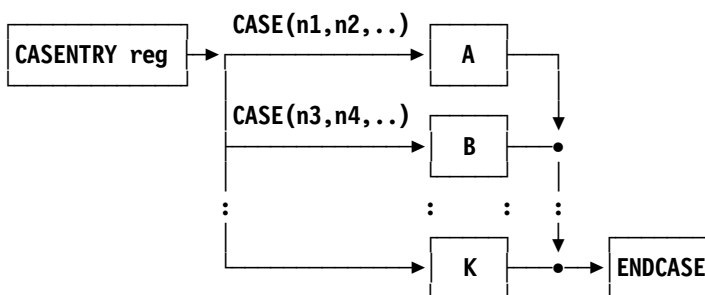 CASE(n1,n2,..)
CASENTRY reg
A
CASE(n3,n4,..)
B
: : : :
K
ENDCASE